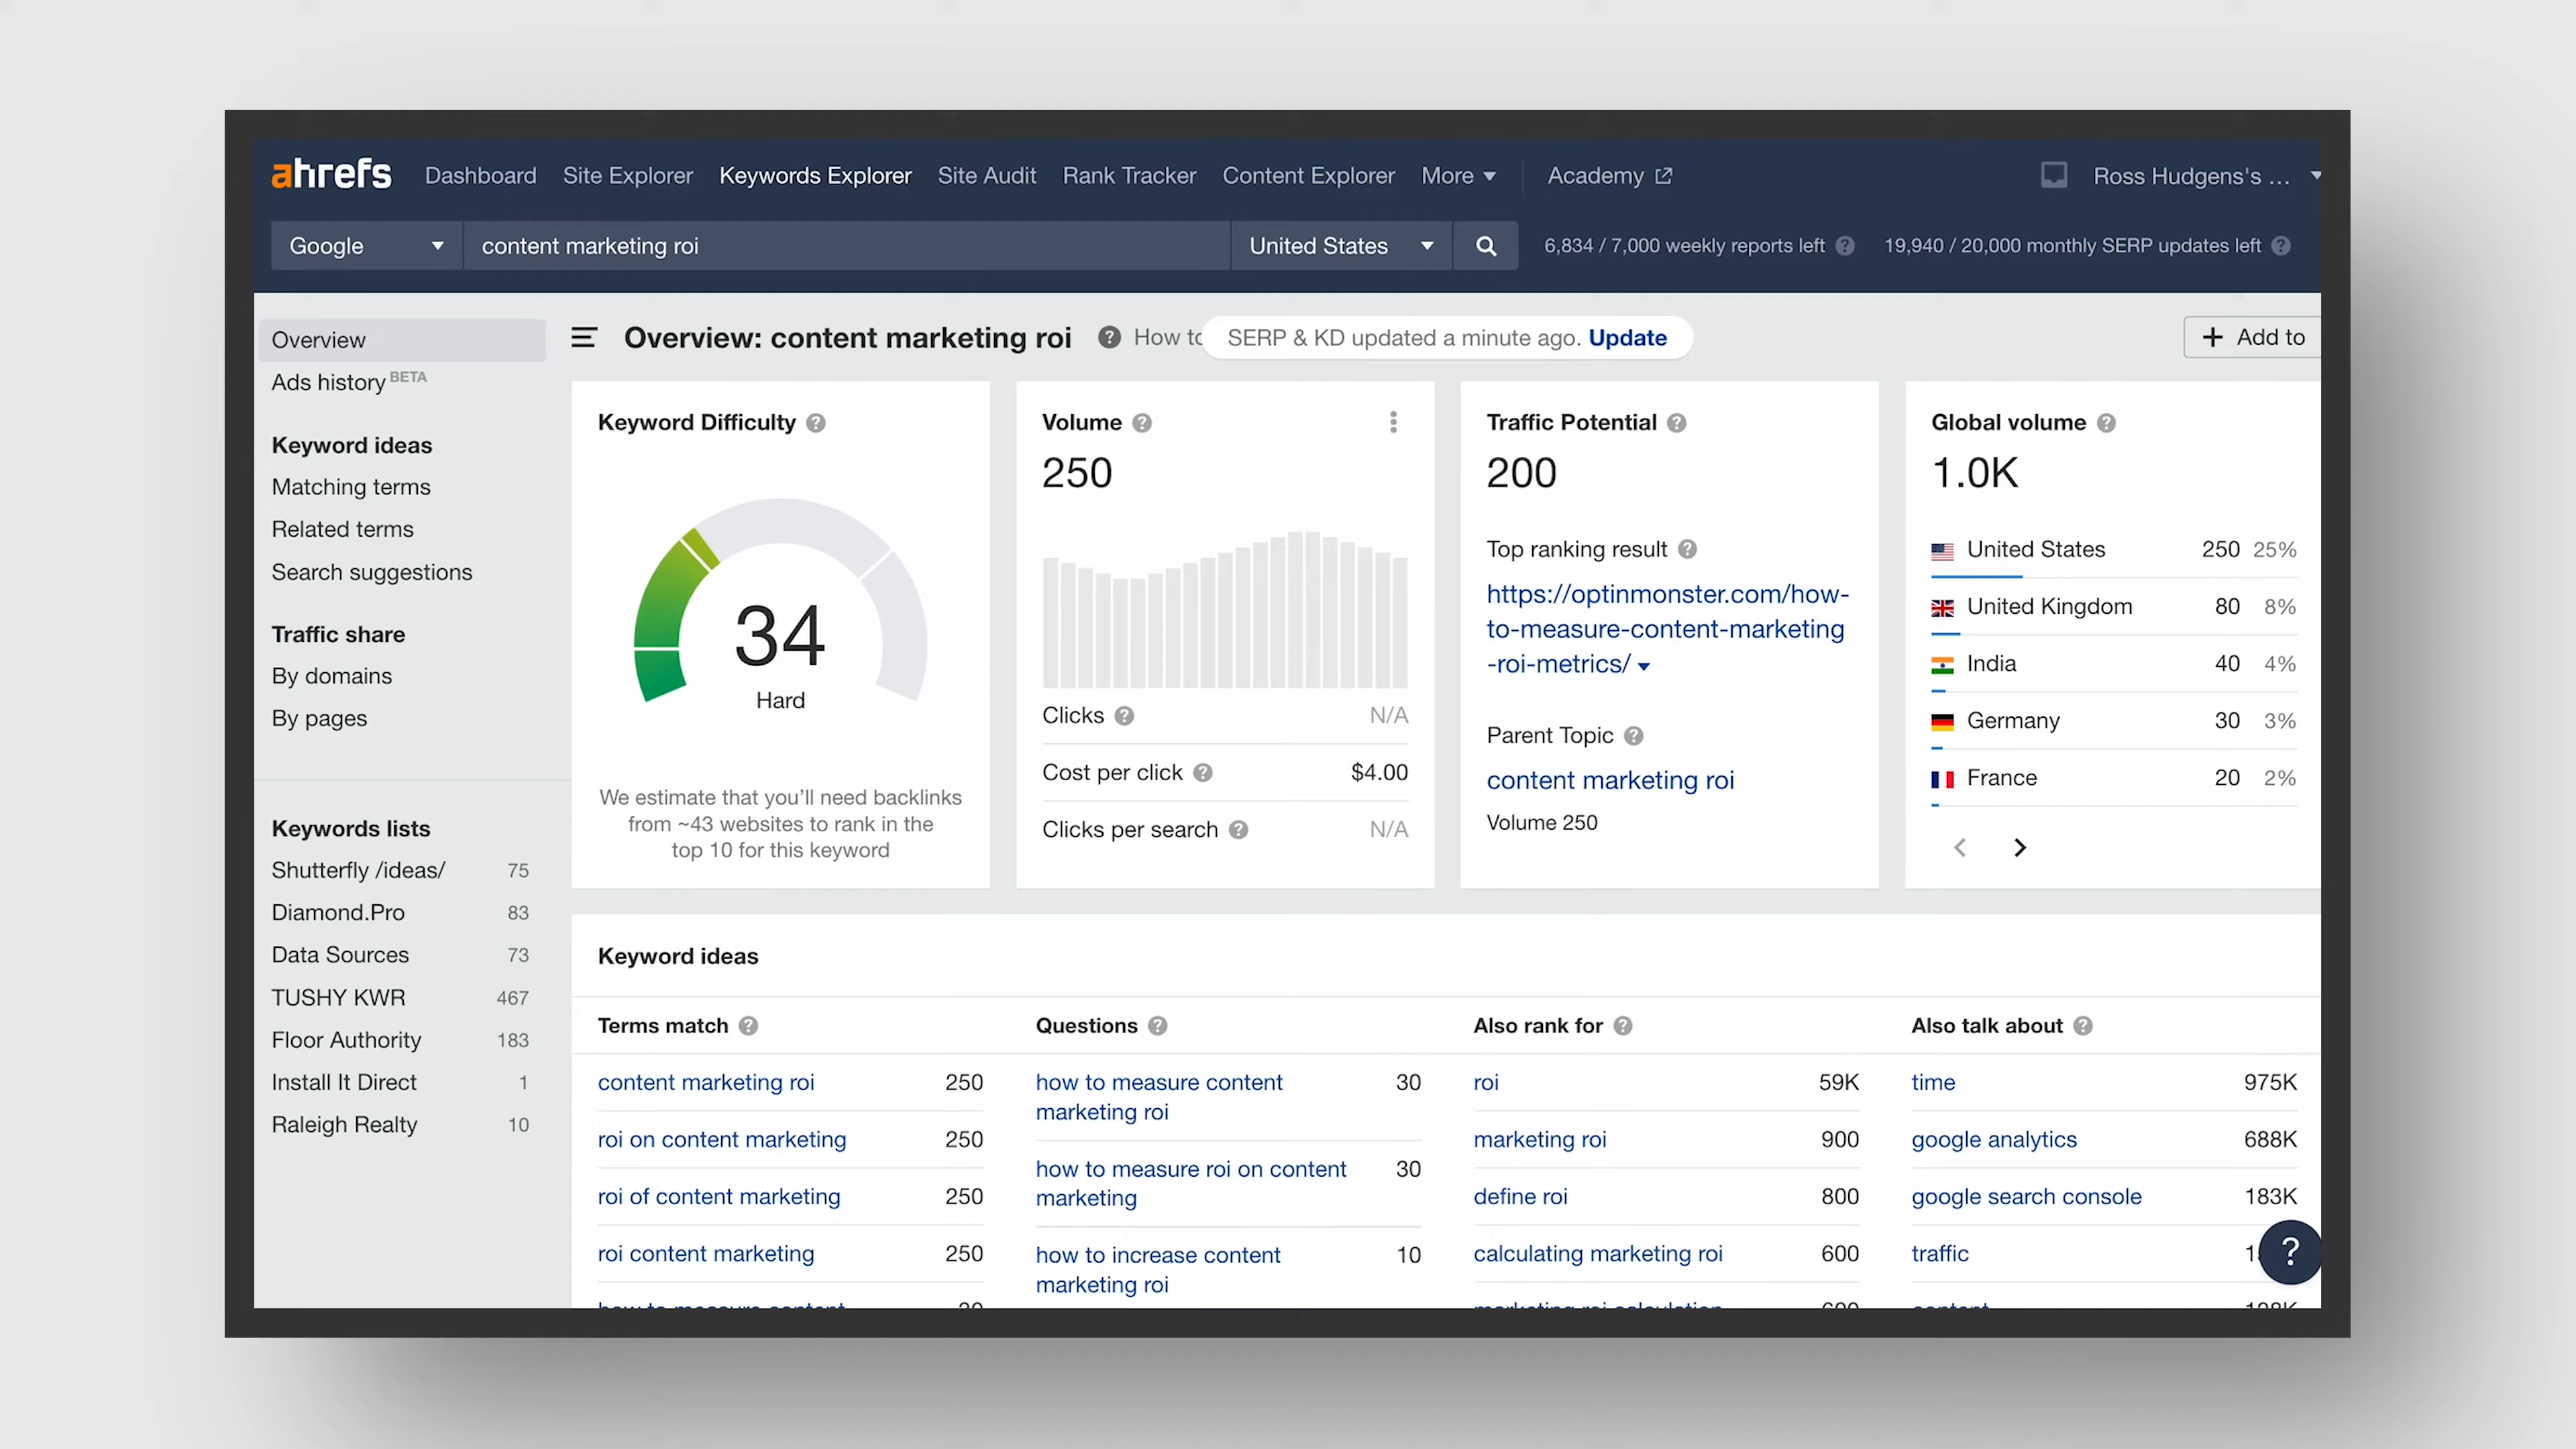 ahrefs Dashboard Site Explorer Keywords Explorer Site Audit Rank Tracker Content Explorer More Academy Ross Hudgens's ...
Google content marketing roi United States 6,834 / 7,000 weekly reports left ? 19,940 / 20,000 monthly SERP updates left ?
Overview
Ads history BETA
Keyword ideas
Matching terms
Related terms
Search suggestions
Traffic share
By domains
By pages
Keywords lists
Shutterfly /ideas/ 75
Diamond.Pro 83
Data Sources 73
TUSHY KWR 467
Floor Authority 183
Install It Direct 1
Raleigh Realty 10
Overview: content marketing roi ? How to SERP & KD updated a minute ago. Update + Add to
Keyword Difficulty ?
34
Hard
We estimate that you'll need backlinks
from ~43 websites to rank in the
top 10 for this keyword
Volume ?
250
Clicks ? N/A
Cost per click ? $4.00
Clicks per search ? N/A
Traffic Potential ?
200
Top ranking result ?
https://optinmonster.com/how-
to-measure-content-marketing
-roi-metrics/
Parent Topic ?
content marketing roi
Volume 250
Global volume ?
1.0K
United States 250 25%
United Kingdom 80 8%
India 40 4%
Germany 30 3%
France 20 2%
Keyword ideas
Terms match ?
content marketing roi 250
roi on content marketing 250
roi of content marketing 250
roi content marketing 250
Questions ?
how to measure content 30
marketing roi
how to measure roi on content 30
marketing
how to increase content 10
marketing roi
Also rank for ?
roi 59K
marketing roi 900
define roi 800
calculating marketing roi 600
Also talk about ?
time 975K
google analytics 688K
google search console 183K
traffic
?